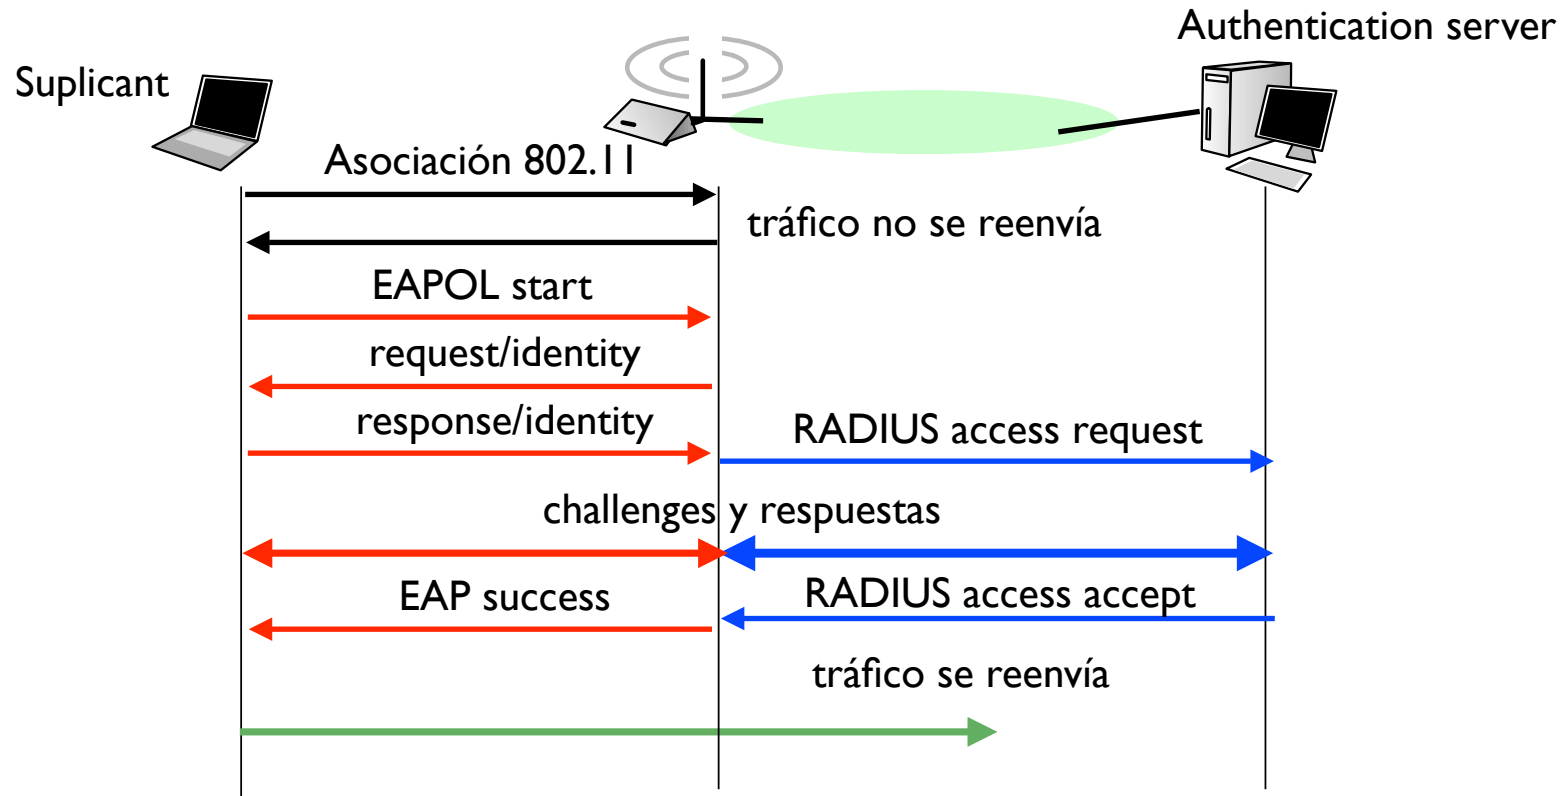 Authentication server
Suplicant
Asociación 802.11
tráfico no se reenvía
EAPOL start
request/identity
response/identity
RADIUS access request
challenges y respuestas
EAP success
RADIUS access accept
tráfico se reenvía